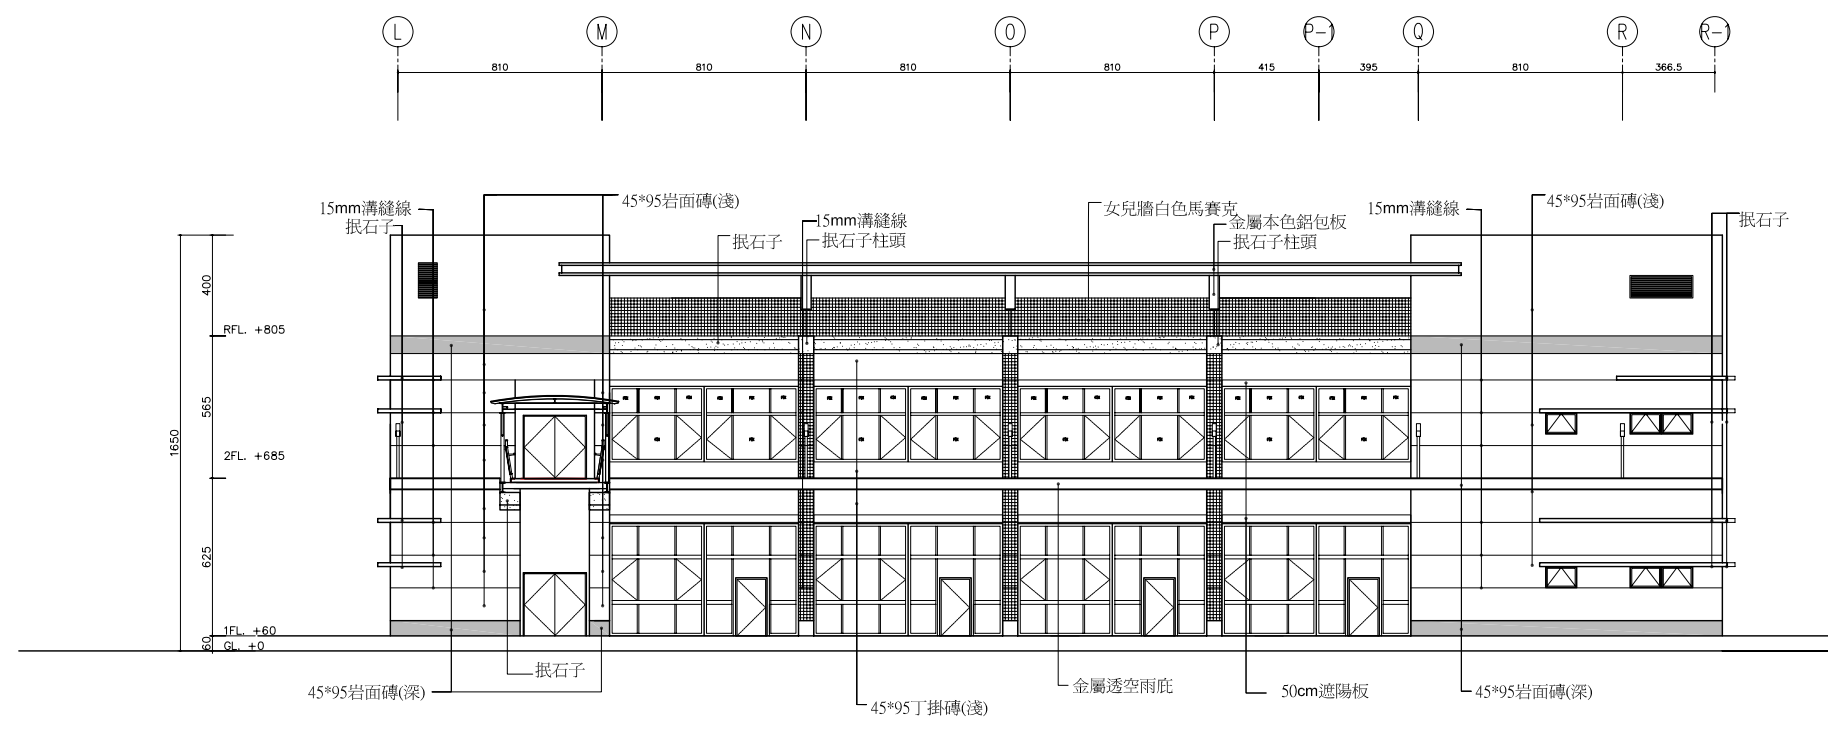 L M N O P P-1 Q R R-1
810 810 810 810 415 395 810 366.5
45*95岩面磚(淺)
15mm溝縫線
抿石子
抿石子
15mm溝縫線
抿石子柱頭
女兒牆白色馬賽克
金屬本色鋁包板
抿石子柱頭
15mm溝縫線
45*95岩面磚(淺)
抿石子
400
RFL. +805
565
1650
2FL. +685
625
1FL. +60
60
GL. +0
抿石子
45*95岩面磚(深)
45*95丁掛磚(淺)
金屬透空雨庇
50cm遮陽板
45*95岩面磚(深)